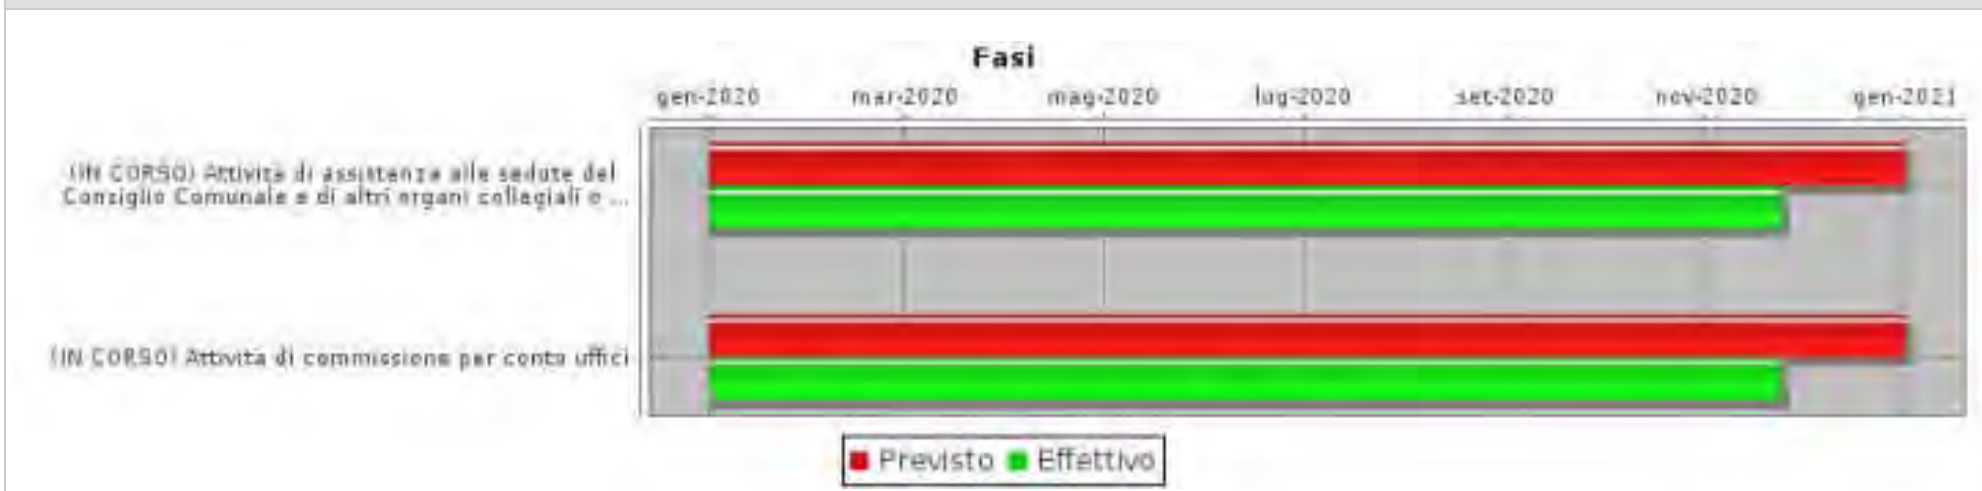 Fasi
gen-2020 mar-2020 mag-2020 lug-2020 set-2020 nov-2020 gen-2021
(IN CORSO) Attività di assistenza alle sedute del
Consiglio Comunale e di altri organi collegiali o ...
(IN CORSO) Attività di commissione per conto uffici
Previsto Effettivo